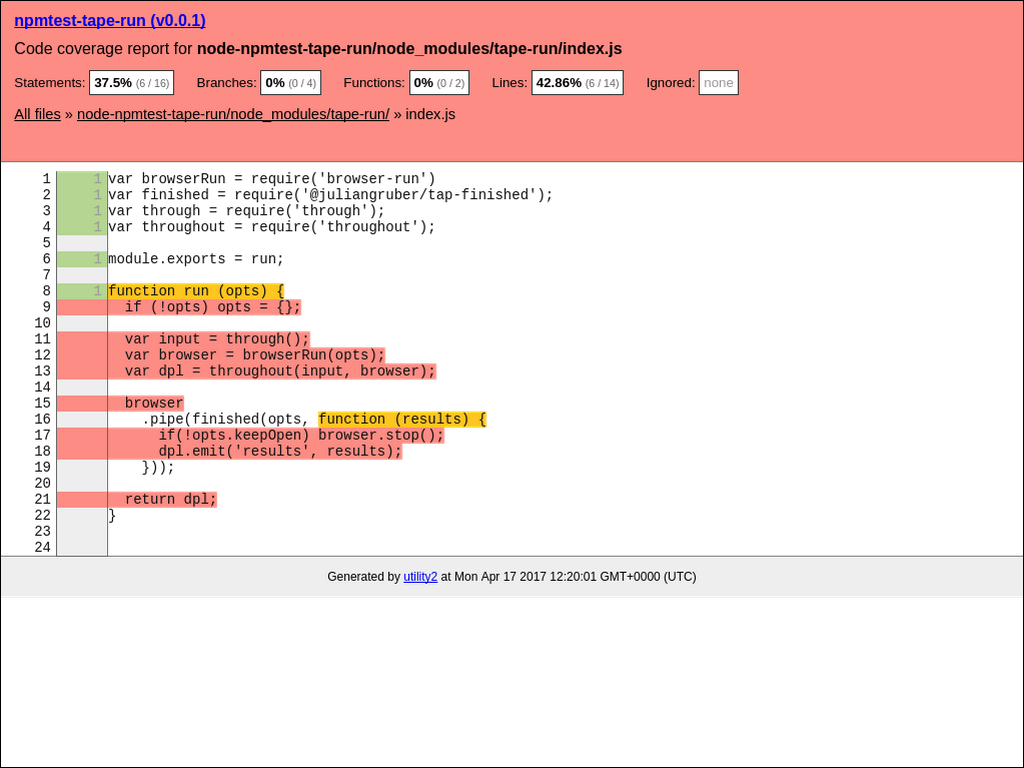 npmtest-tape-run (v0.0.1)
Code coverage report for node-npmtest-tape-run/node_modules/tape-run/index.js
Statements: 37.5% (6 / 16) Branches: 0% (0 / 4) Functions: 0% (0 / 2) Lines: 42.86% (6 / 14) Ignored: none
All files » node-npmtest-tape-run/node_modules/tape-run/ » index.js
1 1 var browserRun = require('browser-run')
2 1 var finished = require('@juliangruber/tap-finished');
3 1 var through = require('through');
4 1 var throughout = require('throughout');
5
6 1 module.exports = run;
7
8 1 function run (opts) {
9   if (!opts) opts = {};
10
11   var input = through();
12   var browser = browserRun(opts);
13   var dpl = throughout(input, browser);
14
15   browser
16     .pipe(finished(opts, function (results) {
17       if(!opts.keepOpen) browser.stop();
18       dpl.emit('results', results);
19     }));
20
21   return dpl;
22 }
23
24
Generated by utility2 at Mon Apr 17 2017 12:20:01 GMT+0000 (UTC)